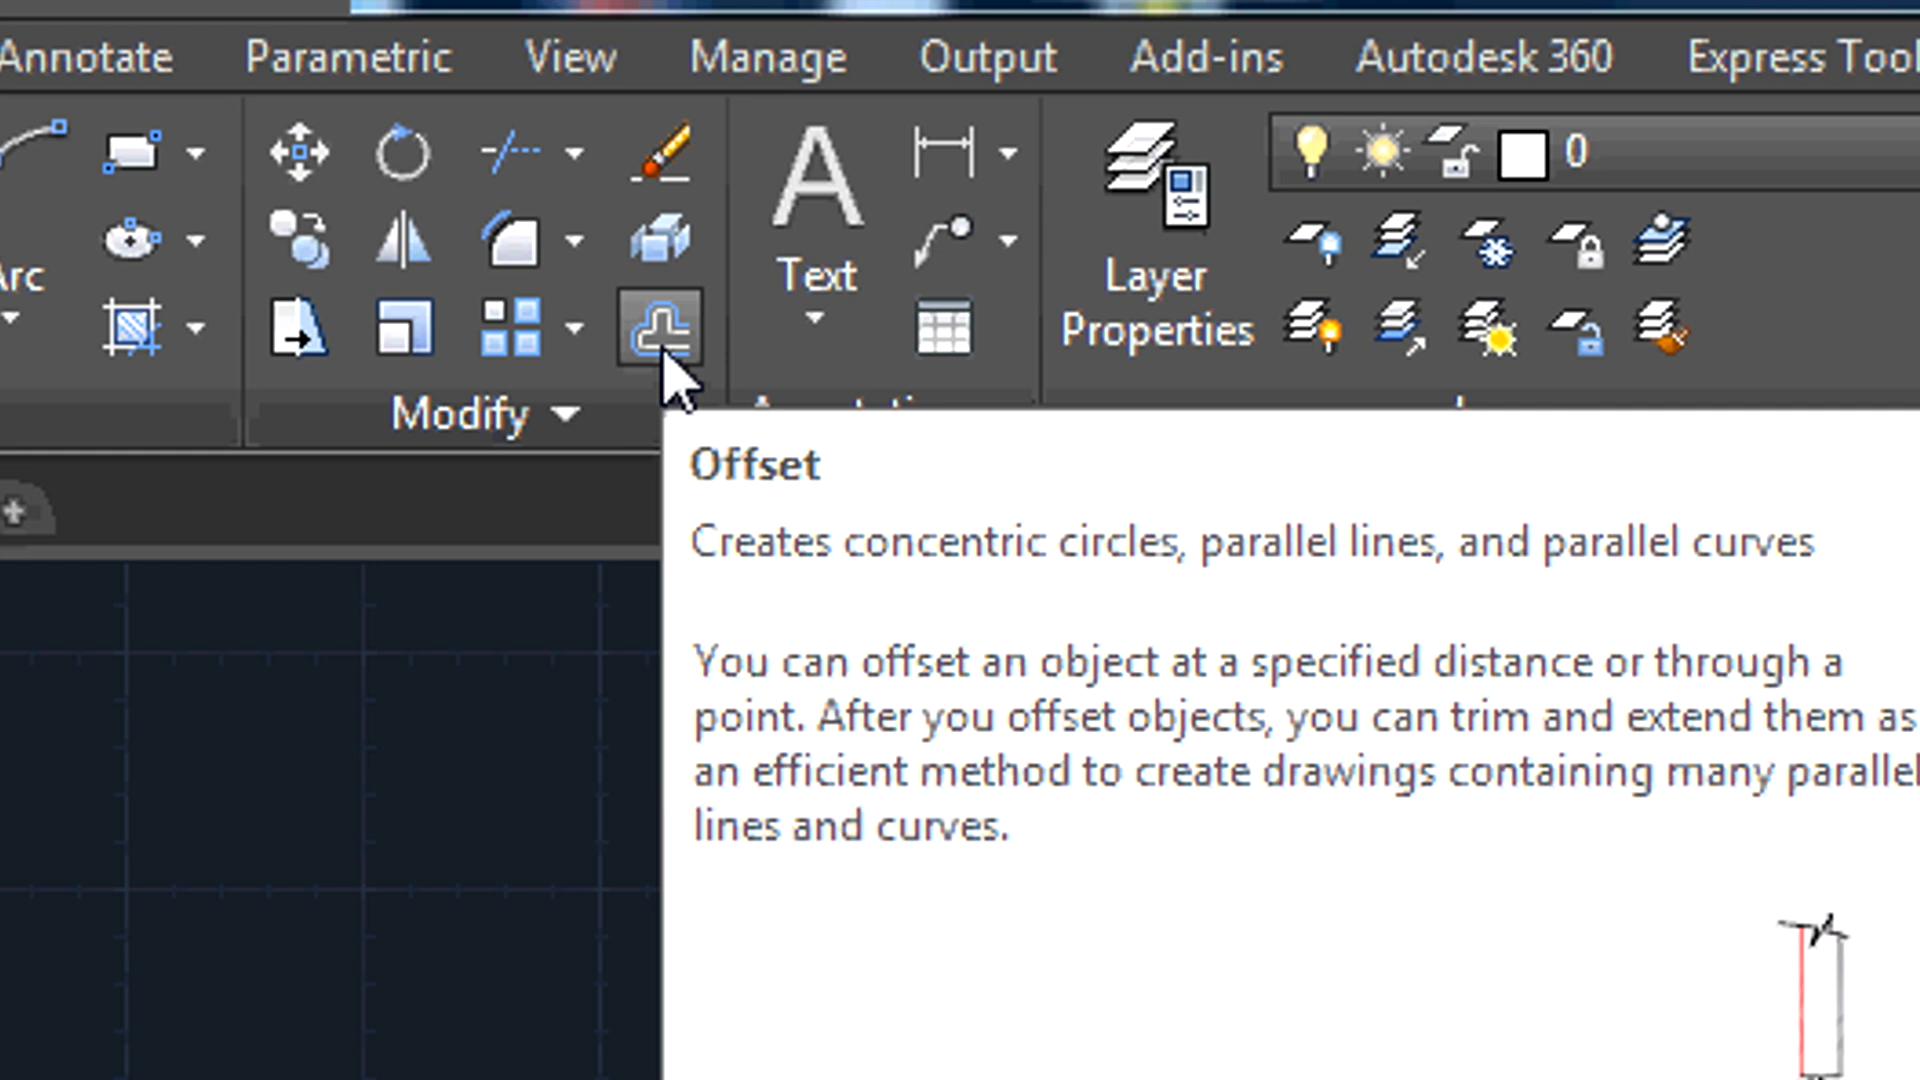 Annotate Parametric View Manage Output Add-ins Autodesk 360 Express Tool
0
Arc Text Layer
Properties
Modify
Offset
Creates concentric circles, parallel lines, and parallel curves
You can offset an object at a specified distance or through a
point. After you offset objects, you can trim and extend them as
an efficient method to create drawings containing many parallel
lines and curves.